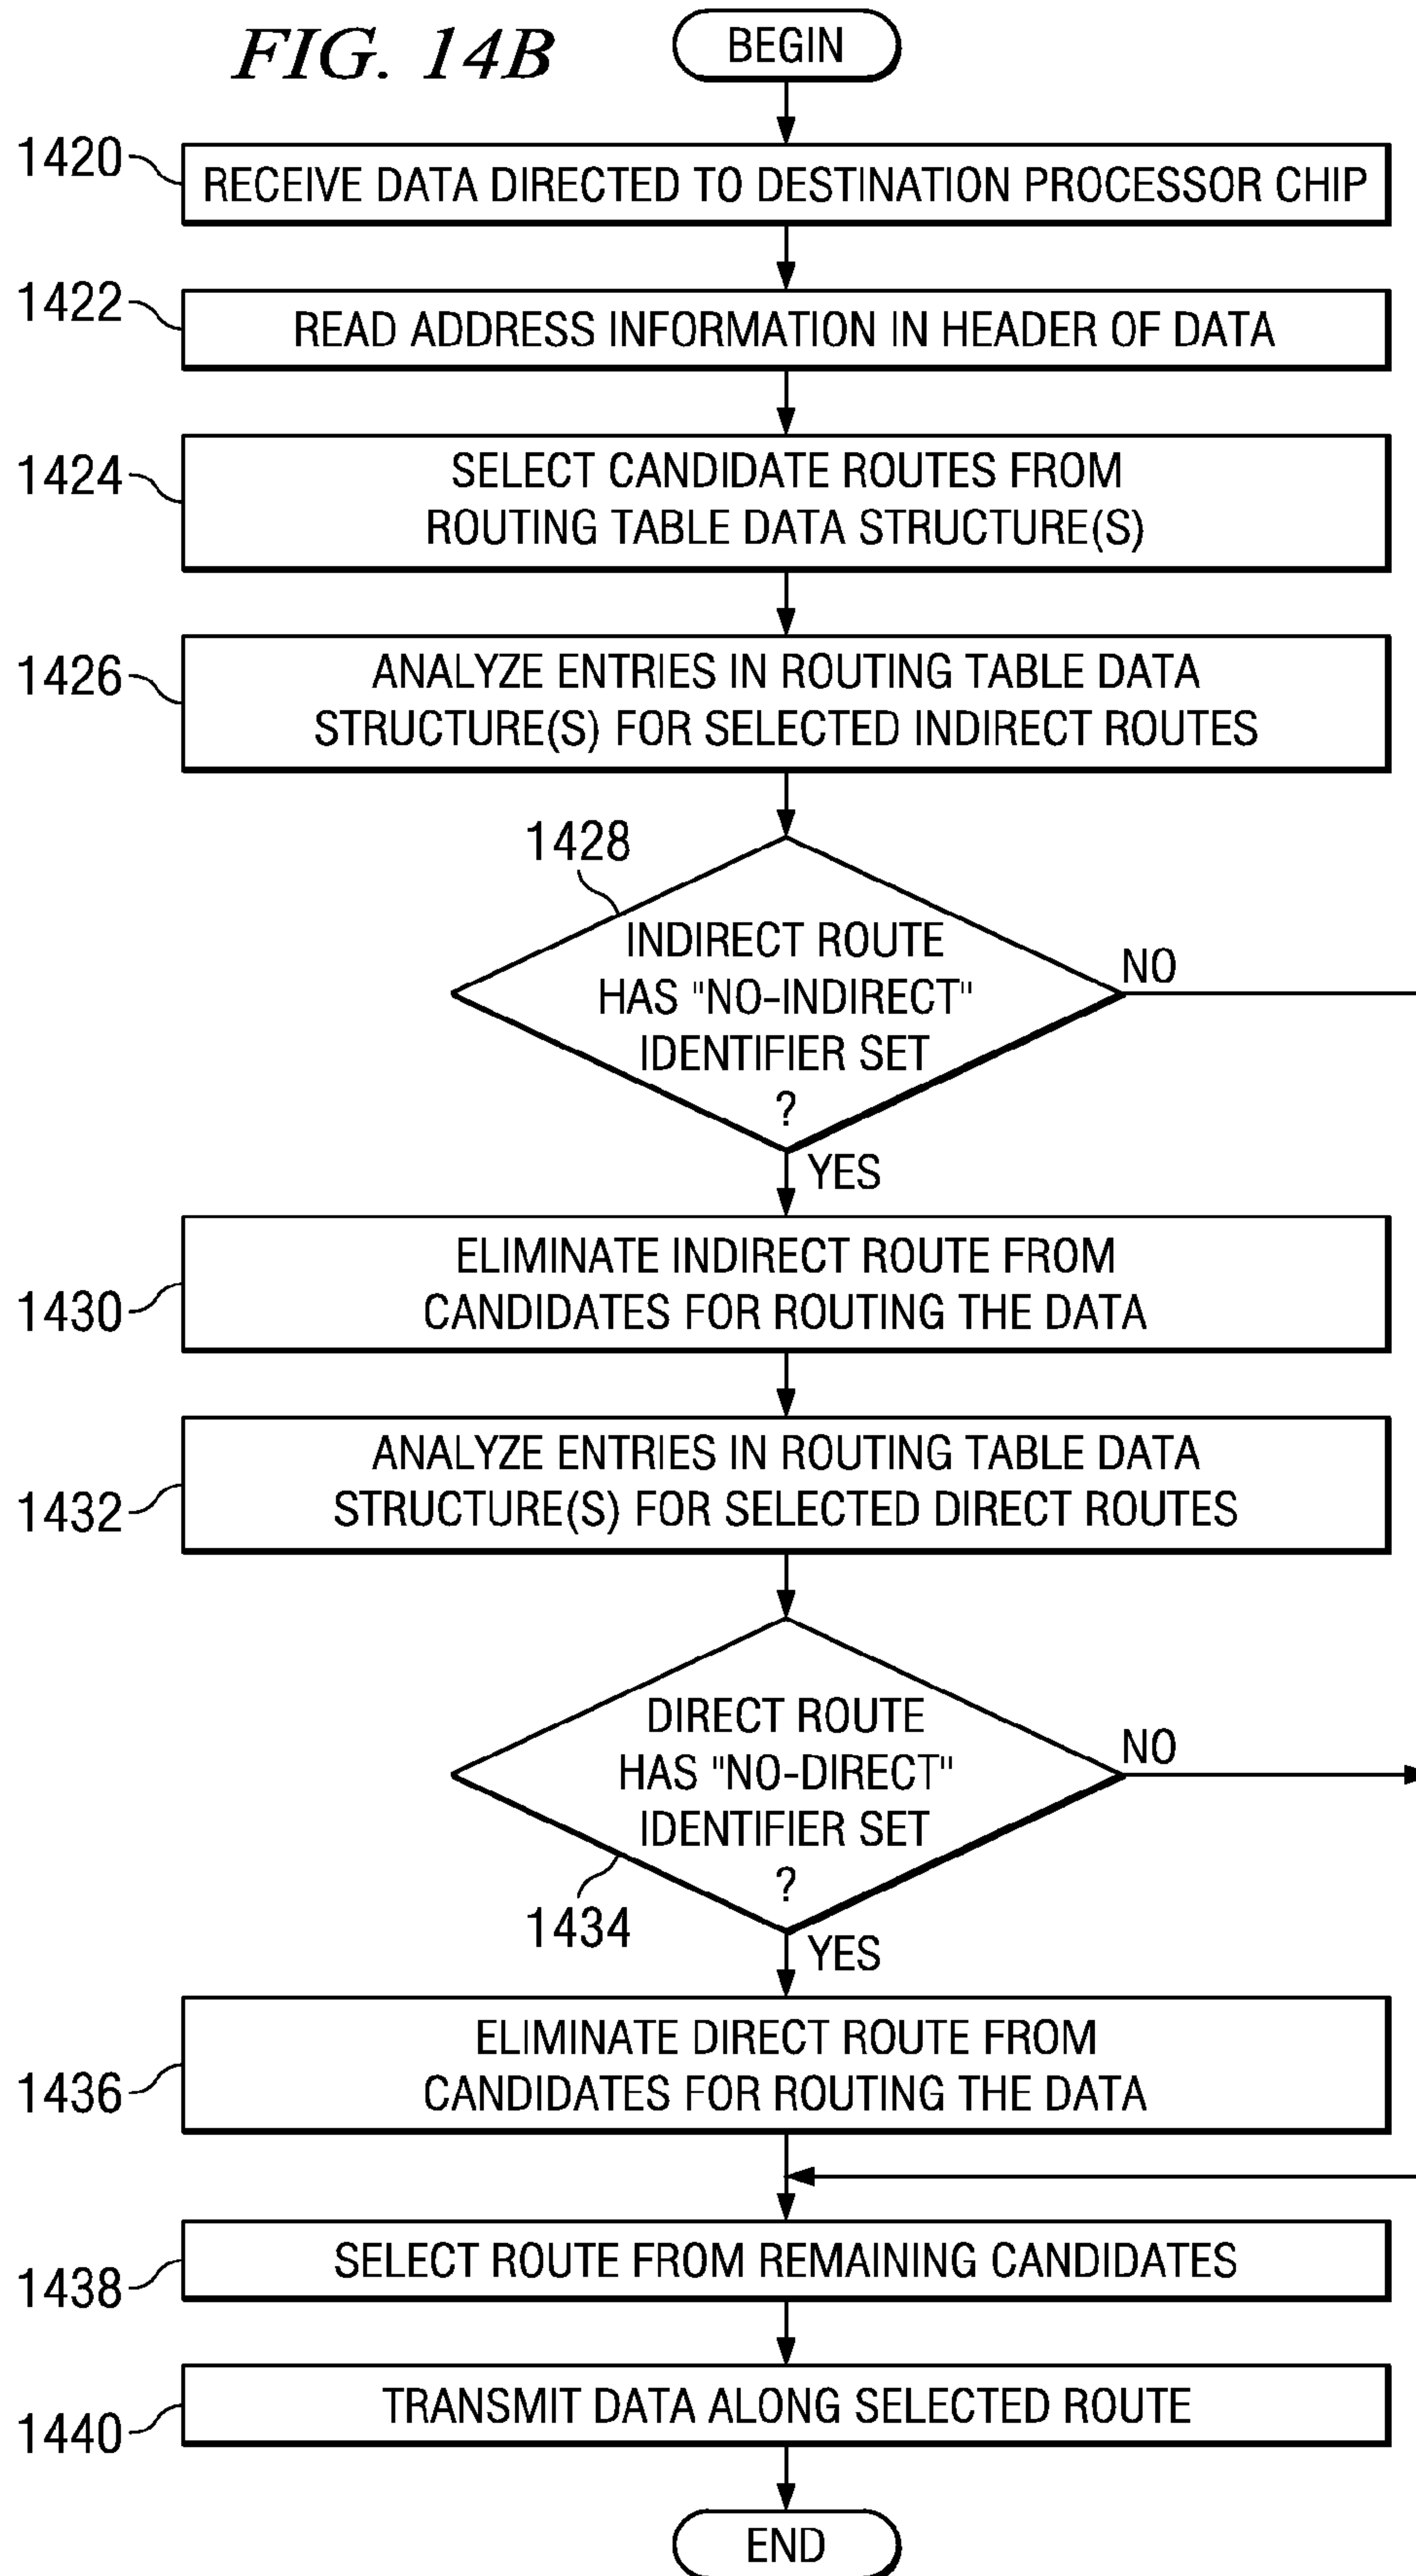 FIG. 14B
BEGIN
1420
RECEIVE DATA DIRECTED TO DESTINATION PROCESSOR CHIP
1422
READ ADDRESS INFORMATION IN HEADER OF DATA
1424
SELECT CANDIDATE ROUTES FROM
ROUTING TABLE DATA STRUCTURE(S)
1426
ANALYZE ENTRIES IN ROUTING TABLE DATA
STRUCTURE(S) FOR SELECTED INDIRECT ROUTES
1428
INDIRECT ROUTE
HAS "NO-INDIRECT"
IDENTIFIER SET
?
NO
YES
1430
ELIMINATE INDIRECT ROUTE FROM
CANDIDATES FOR ROUTING THE DATA
1432
ANALYZE ENTRIES IN ROUTING TABLE DATA
STRUCTURE(S) FOR SELECTED DIRECT ROUTES
DIRECT ROUTE
HAS "NO-DIRECT"
IDENTIFIER SET
?
NO
1434
YES
1436
ELIMINATE DIRECT ROUTE FROM
CANDIDATES FOR ROUTING THE DATA
1438
SELECT ROUTE FROM REMAINING CANDIDATES
1440
TRANSMIT DATA ALONG SELECTED ROUTE
END